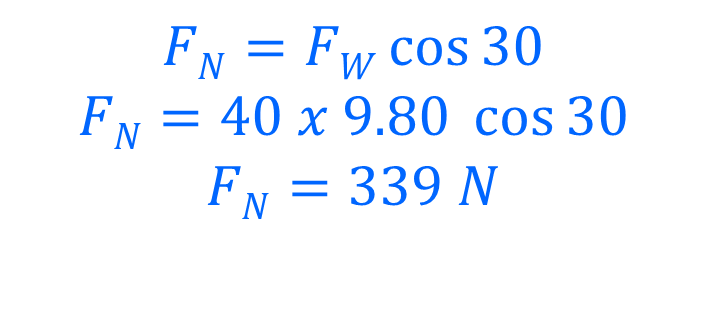 F_N = F_W cos 30
F_N = 40 x 9.80 cos 30
F_N = 339 N